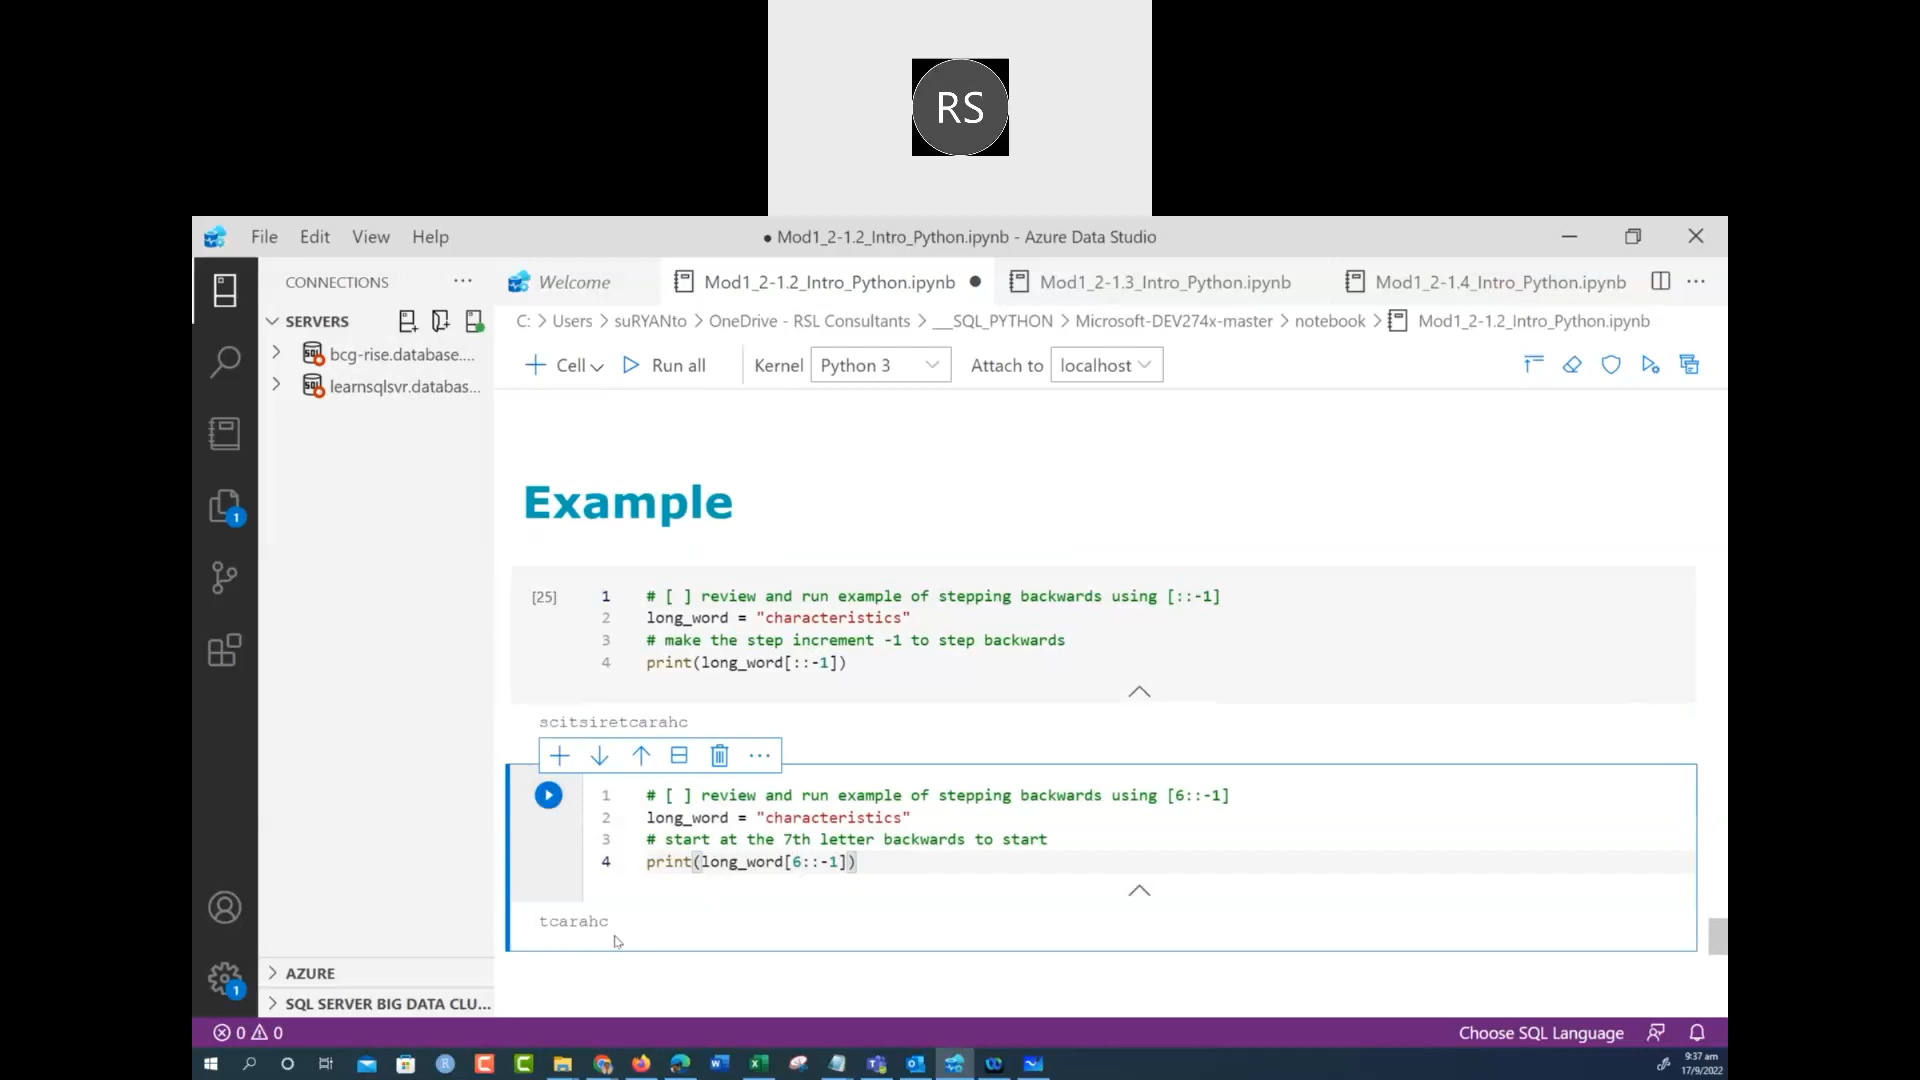 RS
File Edit View Help
● Mod1_2-1.2_Intro_Python.ipynb - Azure Data Studio
CONNECTIONS
Welcome
Mod1_2-1.2_Intro_Python.ipynb
Mod1_2-1.3_Intro_Python.ipynb
Mod1_2-1.4_Intro_Python.ipynb
SERVERS
C: > Users > suRYANto > OneDrive - RSL Consultants > __SQL_PYTHON > Microsoft-DEV274x-master > notebook > Mod1_2-1.2_Intro_Python.ipynb
bcg-rise.database....
learnsqlsvr.databas...
Cell
Run all
Kernel
Python 3
Attach to
localhost
Example
[25]
1 # [ ] review and run example of stepping backwards using [::-1]
2 long_word = "characteristics"
3 # make the step increment -1 to step backwards
4 print(long_word[::-1])
scitsiretcarahc
1 # [ ] review and run example of stepping backwards using [6::-1]
2 long_word = "characteristics"
3 # start at the 7th letter backwards to start
4 print(long_word[6::-1])
tcarahc
1
1
AZURE
SQL SERVER BIG DATA CLU...
0 0
Choose SQL Language
9:37 am
17/9/2022